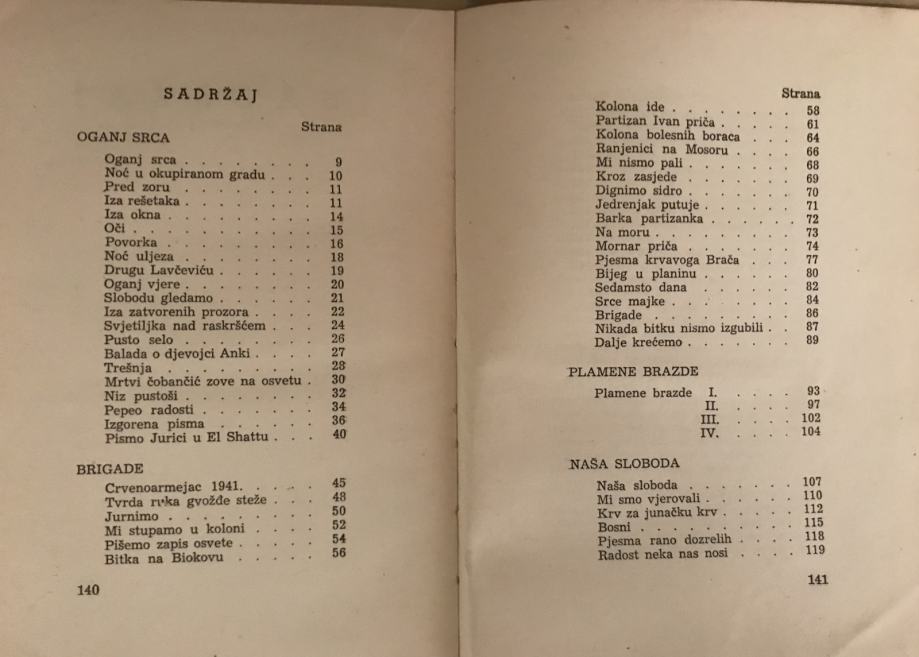 SADRŽAJ
Strana
OGANJ SRCA
Oganj srca . . . . . . . . 9
Noć u okupiranom gradu . . . 10
Pred zoru . . . . . . . . 11
Iza rešetaka . . . . . . . 11
Iza okna . . . . . . . . 14
Oči . . . . . . . . . . 15
Povorka . . . . . . . . 16
Noć uljeza . . . . . . . 18
Drugu Lavčeviću . . . . . . 19
Oganj vjere . . . . . . . 20
Slobodu gledamo . . . . . . 21
Iza zatvorenih prozora . . . . 22
Svjetiljka nad raskršćem . . . 24
Pusto selo . . . . . . . 26
Balada o djevojci Anki . . . . 27
Trešnja . . . . . . . . 28
Mrtvi čobančić zove na osvetu . 30
Niz pustoši . . . . . . . 32
Pepeo radosti . . . . . . 34
Izgorena pisma . . . . . . 36
Pismo Jurici u El Shattu . . . 40
BRIGADE
Crvenoarmejac 1941. . . . . 45
Tvrda ruka gvožđe steže . . . 48
Jurnimo . . . . . . . . 50
Mi stupamo u koloni . . . . 52
Pišemo zapis osvete . . . . . 54
Bitka na Biokovu . . . . . 56
140
Strana
Kolona ide . . . . . . . . 58
Partizan Ivan priča . . . . . 61
Kolona bolesnih boraca . . . 64
Ranjenici na Mosoru . . . . 66
Mi nismo pali . . . . . . . 68
Kroz zasjede . . . . . . . 69
Dignimo sidro . . . . . . 70
Jedrenjak putuje . . . . . . 71
Barka partizanka . . . . . . 72
Na moru . . . . . . . . 73
Mornar priča . . . . . . . 74
Pjesma krvavoga Brača . . . 77
Bijeg u planinu . . . . . . 80
Sedamsto dana . . . . . . 82
Srce majke . . . . . . . 84
Brigade . . . . . . . . 86
Nikada bitku nismo izgubili . . 87
Dalje krećemo . . . . . . 89
PLAMENE BRAZDE
Plamene brazde I. . . . . 93
II. . . . . 97
III. . . . . 102
IV. . . . . 104
NAŠA SLOBODA
Naša sloboda . . . . . . . 107
Mi smo vjerovali . . . . . . 110
Krv za junačku krv . . . . . 112
Bosni . . . . . . . . . 115
Pjesma rano dozrelih . . . . 118
Radost neka nas nosi . . . . 119
141